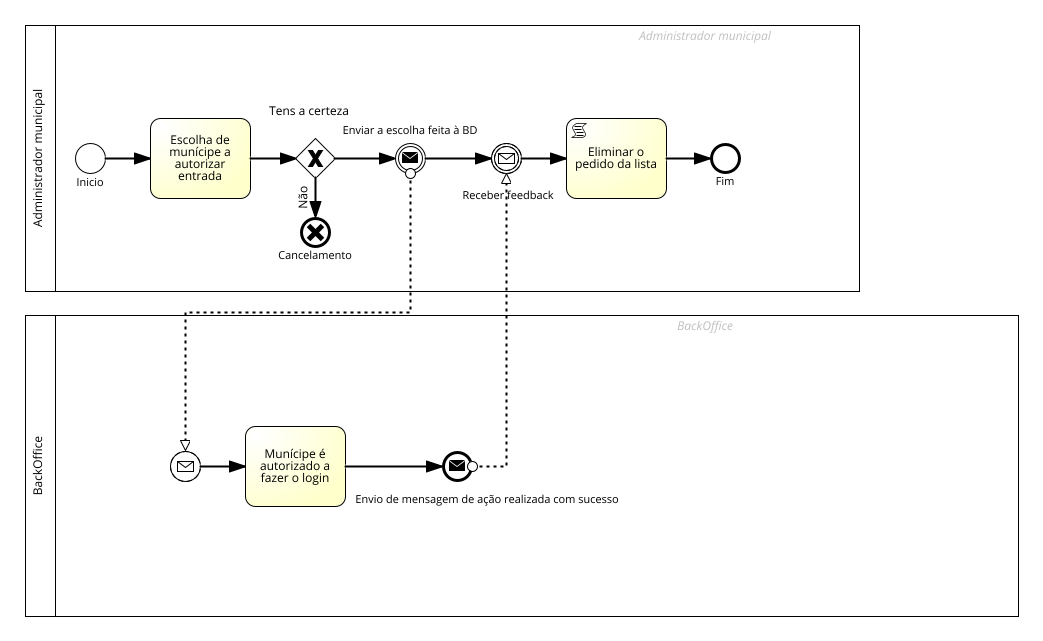 Administrador municipal
Administrador municipal
Tens a certeza
Enviar a escolha feita à BD
Escolha de
munícipe a
autorizar
entrada
Eliminar o
pedido da lista
Inicio
Não
Receber feedback
Fim
Cancelamento
BackOffice
BackOffice
Munícipe é
autorizado a
fazer o login
Envio de mensagem de ação realizada com sucesso